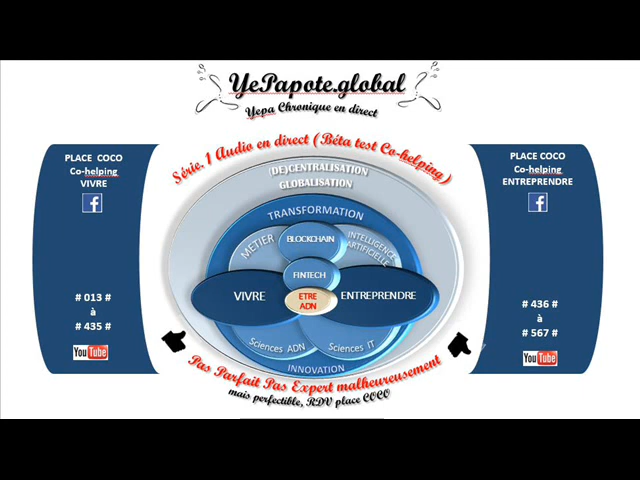 YePapote.global
Yepa Chronique en direct
Série, 1 Audio en direct (Béta test Co-helping)
PLACE COCO
Co-helping
VIVRE
# 013 #
à
# 435 #
YouTube
(DE)CENTRALISATION
GLOBALISATION
TRANSFORMATION
METIER
BLOCKCHAIN
INTELLIGENCE
ARTIFICIELLE
FINTECH
VIVRE
ETRE
ADN
ENTREPRENDRE
Sciences ADN
Sciences IT
INNOVATION
Pas Parfait Pas Expert malheureusement
mais perfectible, RDV place COCO
PLACE COCO
Co-helping
ENTREPRENDRE
# 436 #
à
# 567 #
YouTube